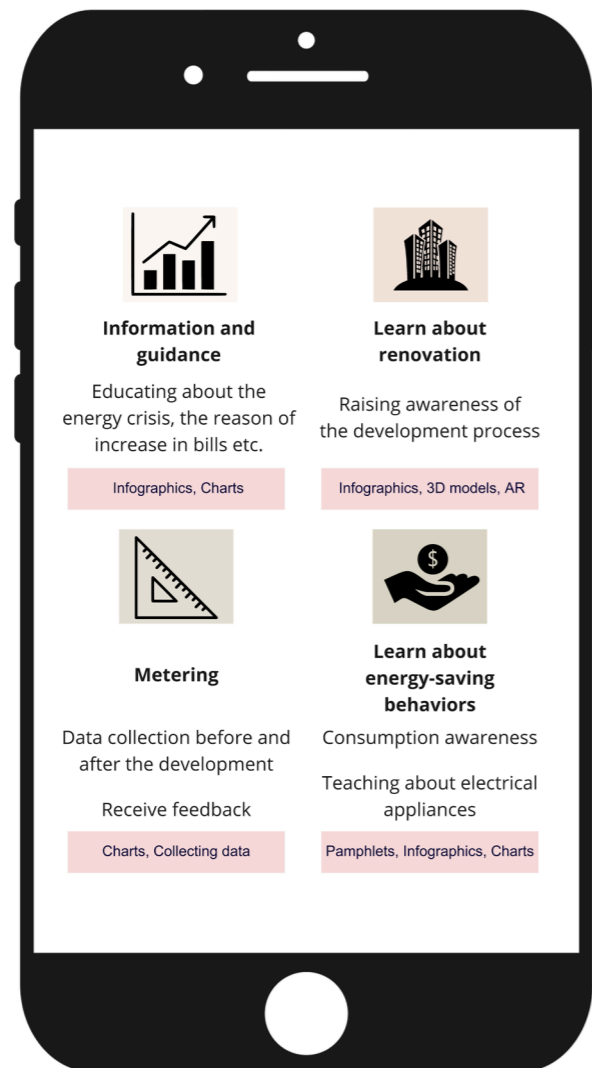 Information and
guidance
Educating about the
energy crisis, the reason of
increase in bills etc.
Infographics, Charts
Learn about
renovation
Raising awareness of
the development process
Infographics, 3D models, AR
Metering
Data collection before and
after the development
Receive feedback
Charts, Collecting data
$
Learn about
energy-saving
behaviors
Consumption awareness
Teaching about electrical
appliances
Pamphlets, Infographics, Charts